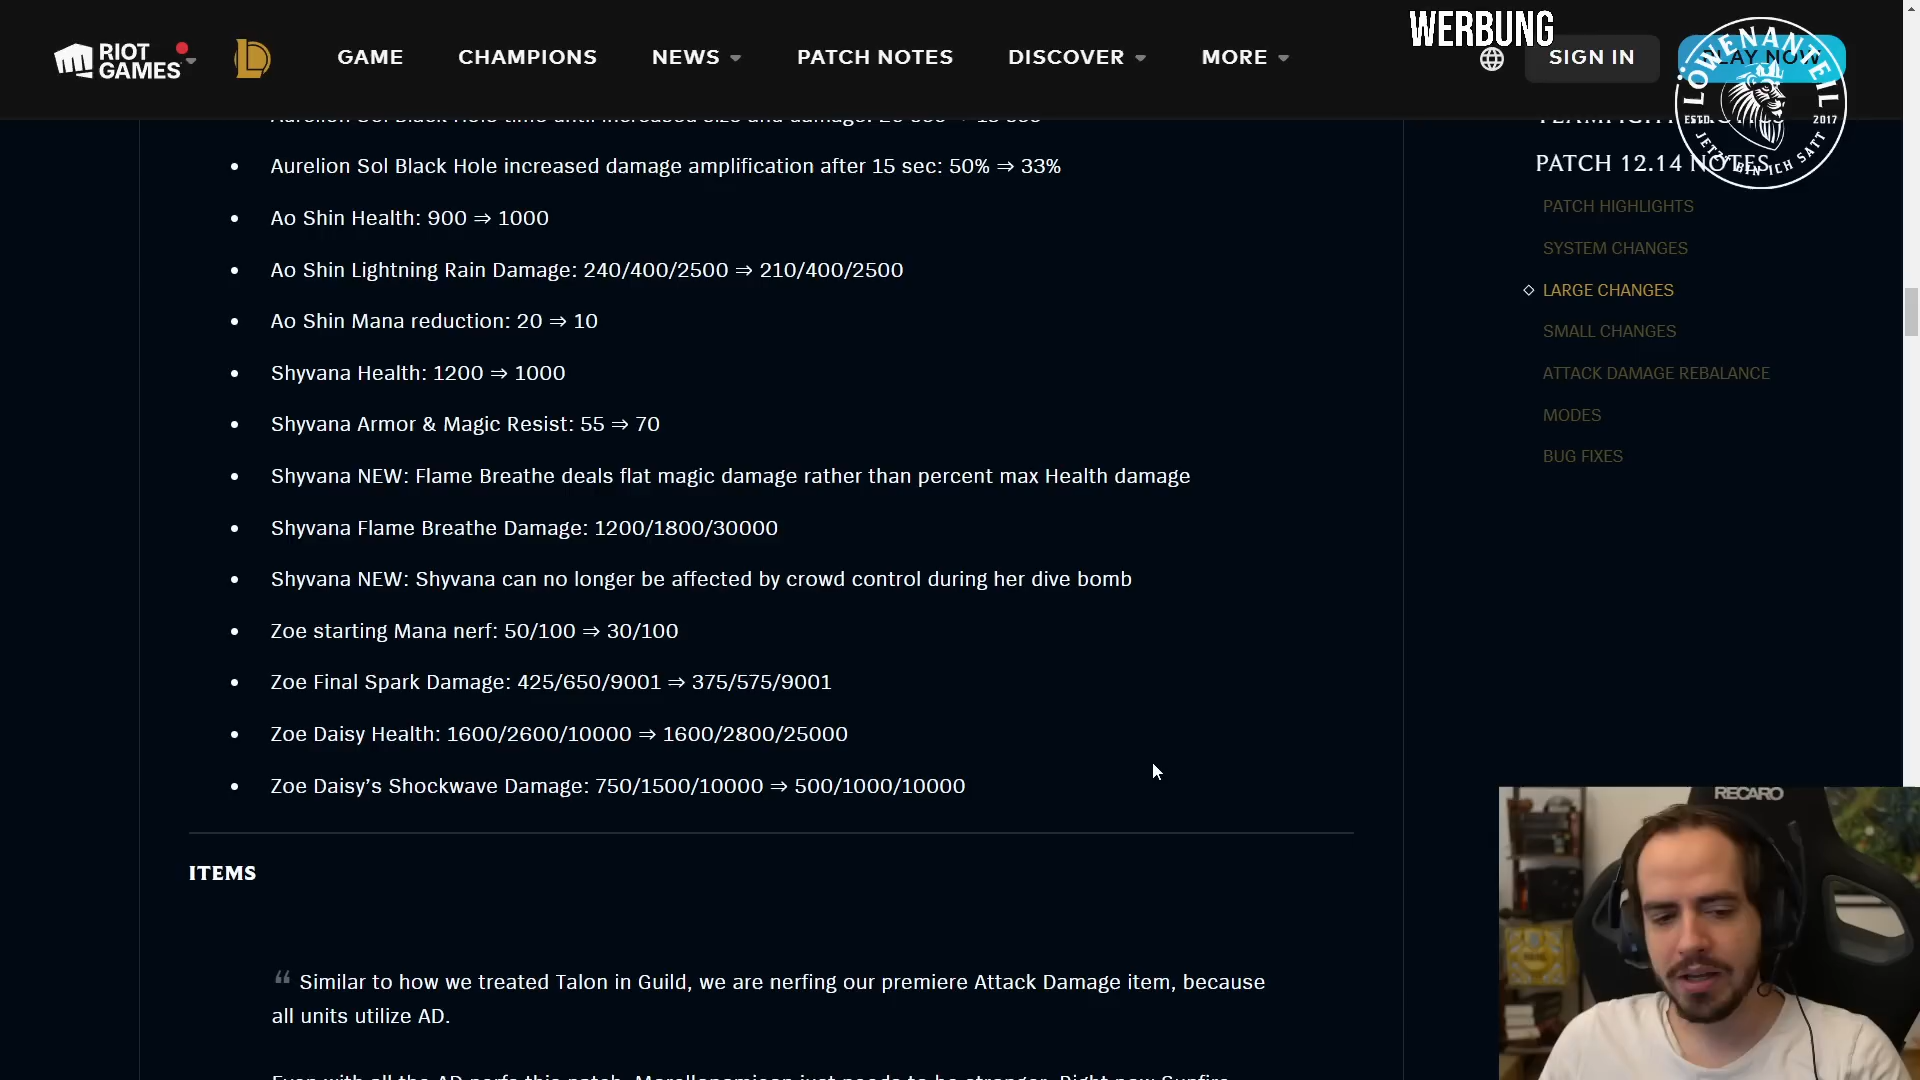 WERBUNG
RIOT GAMES
GAME
CHAMPIONS
NEWS
PATCH NOTES
DISCOVER
MORE
SIGN IN
PLAY NOW
LÖWENANTEIL
ESTD. 2017
JETZT BIN ICH SATT
Aurelion Sol Black Hole increased damage amplification after 15 sec: 50% ⇒ 33%
Ao Shin Health: 900 ⇒ 1000
Ao Shin Lightning Rain Damage: 240/400/2500 ⇒ 210/400/2500
Ao Shin Mana reduction: 20 ⇒ 10
Shyvana Health: 1200 ⇒ 1000
Shyvana Armor & Magic Resist: 55 ⇒ 70
Shyvana NEW: Flame Breathe deals flat magic damage rather than percent max Health damage
Shyvana Flame Breathe Damage: 1200/1800/30000
Shyvana NEW: Shyvana can no longer be affected by crowd control during her dive bomb
Zoe starting Mana nerf: 50/100 ⇒ 30/100
Zoe Final Spark Damage: 425/650/9001 ⇒ 375/575/9001
Zoe Daisy Health: 1600/2600/10000 ⇒ 1600/2800/25000
Zoe Daisy’s Shockwave Damage: 750/1500/10000 ⇒ 500/1000/10000
ITEMS
“ Similar to how we treated Talon in Guild, we are nerfing our premiere Attack Damage item, because
all units utilize AD.
PATCH 12.14 NOTES
PATCH HIGHLIGHTS
SYSTEM CHANGES
LARGE CHANGES
SMALL CHANGES
ATTACK DAMAGE REBALANCE
MODES
BUG FIXES
RECARO